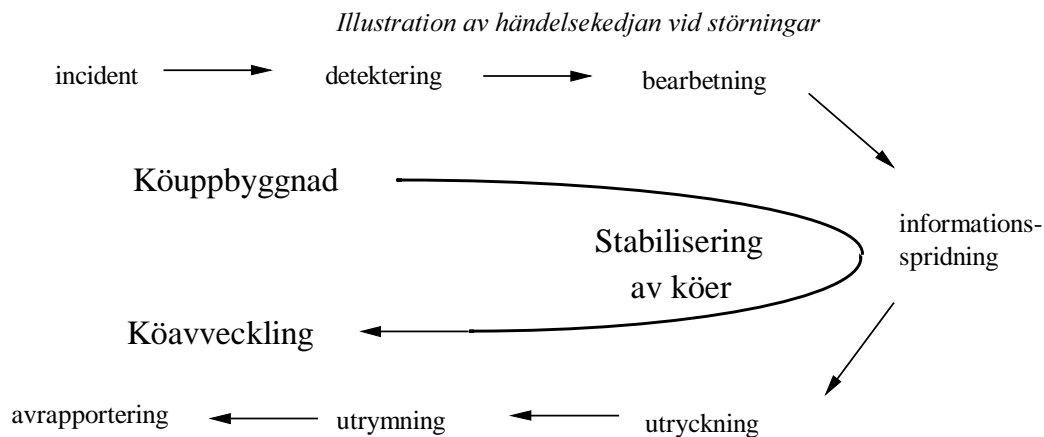 Illustration av händelsekedjan vid störningar
incident
detektering
bearbetning
Köuppbyggnad
informations-
spridning
Stabilisering
av köer
Köavveckling
avrapportering
utrymning
utryckning